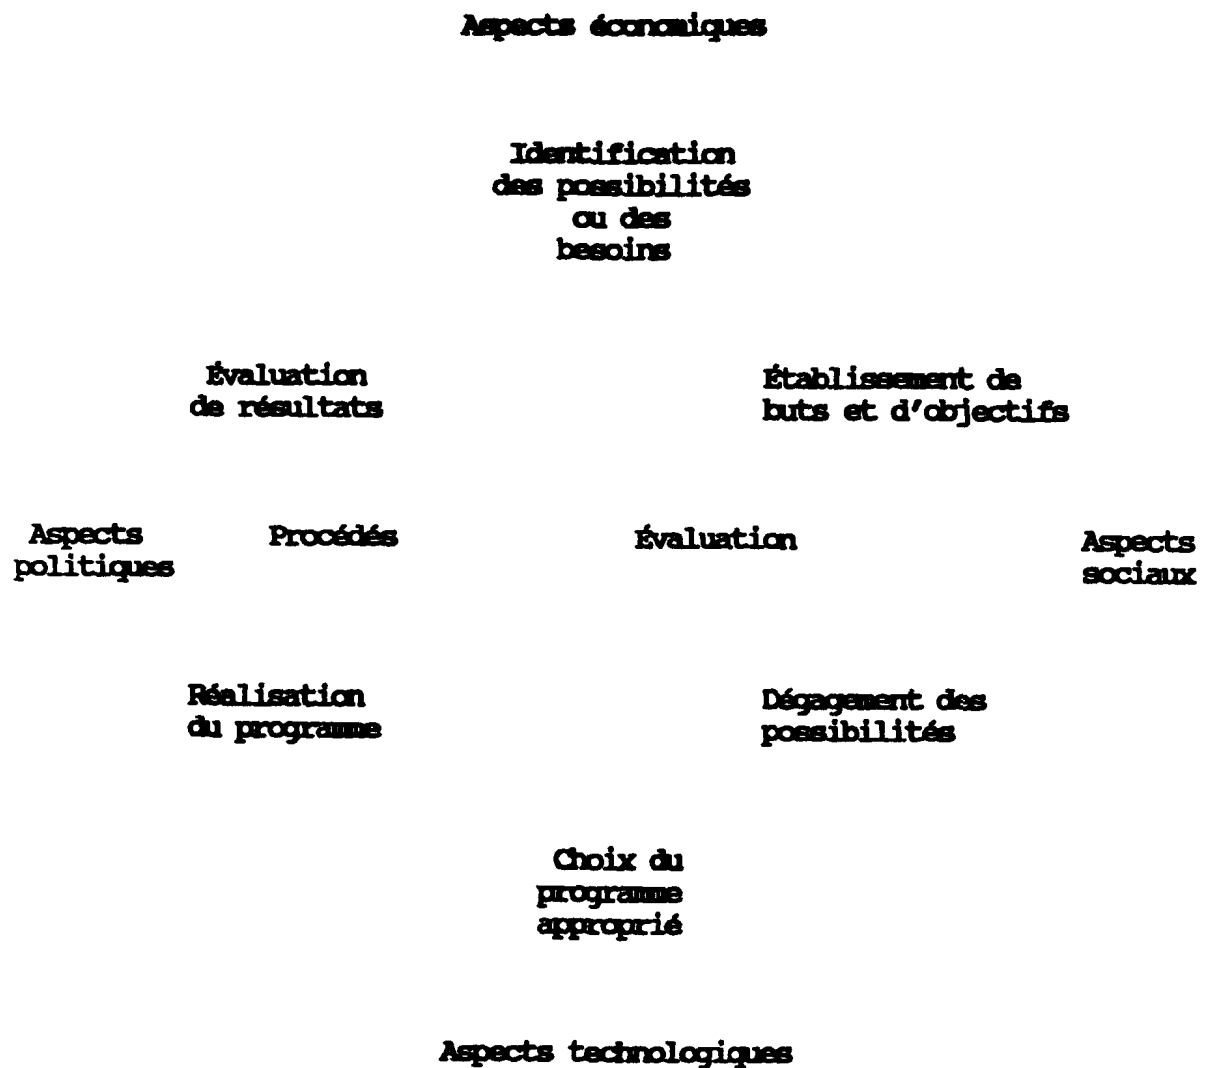 Aspects économiques
Identification
des possibilités
ou des
besoins
Évaluation
de résultats
Établissement de
buts et d'objectifs
Aspects
politiques
Procédés
Évaluation
Aspects
sociaux
Réalisation
du programme
Dégagement des
possibilités
Choix du
programme
approprié
Aspects technologiques